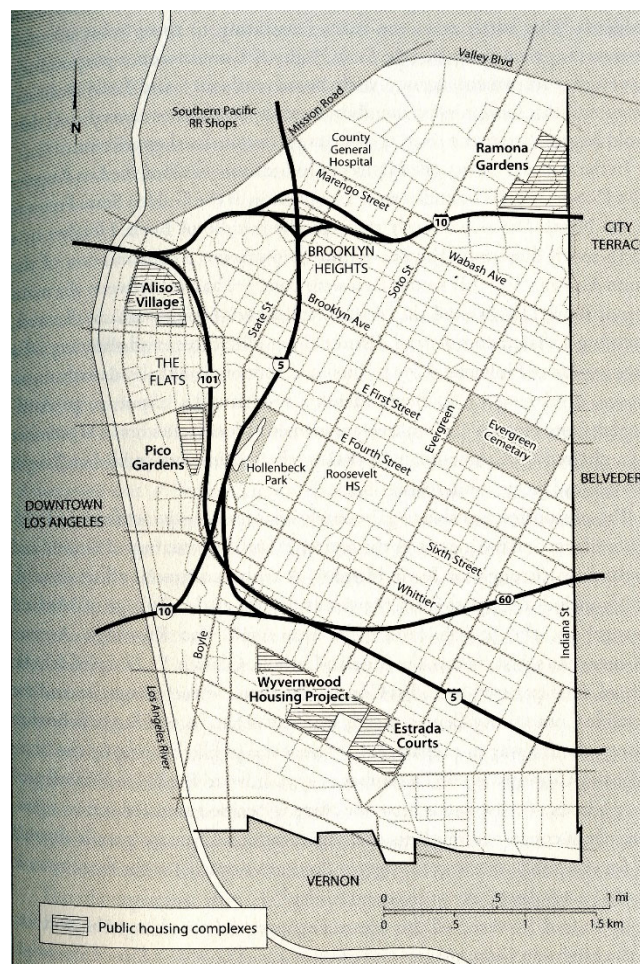 Valley Blvd
Southern Pacific
RR Shops
Mission Road
N
County
General
Hospital
Ramona
Gardens
Marengo Street
10
CITY
TERRAC
BROOKLYN
HEIGHTS
Wabash Ave
Soto St
Aliso
Village
State St
Brooklyn Ave
THE
FLATS
101
5
E First Street
Evergreen
Evergreen
Cemetery
E Fourth Street
Pico
Gardens
Hollenbeck
Park
Roosevelt
HS
BELVEDER
DOWNTOWN
LOS ANGELES
Sixth Street
Whittier
60
10
Indiana St
Boyle
Wyvernwood
Housing Project
5
Los Angeles River
Estrada
Courts
VERNON
0 1 mi
0 .5 1 1.5 km
Public housing complexes